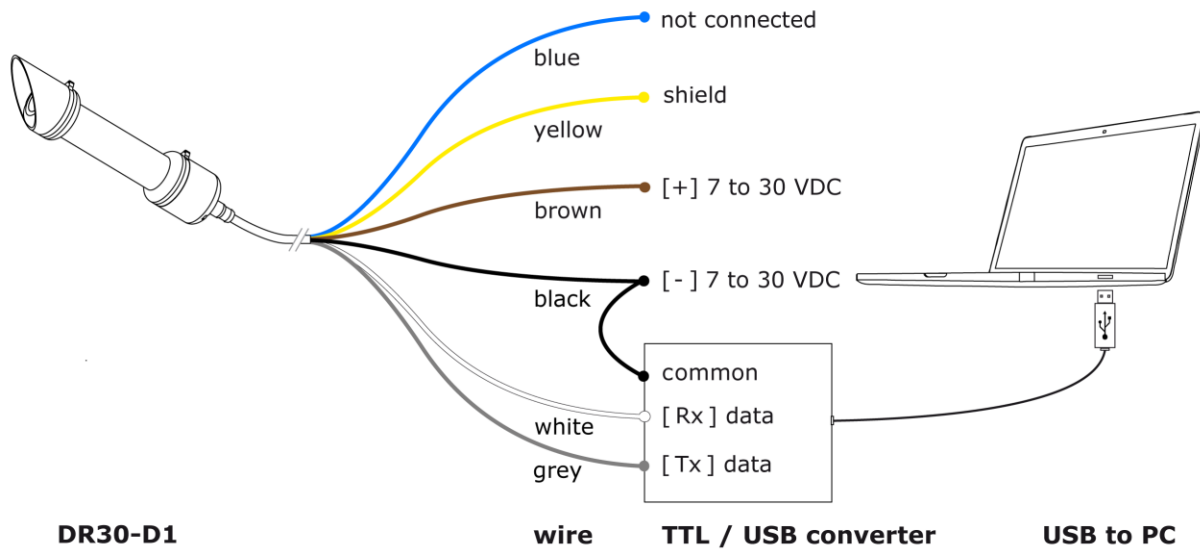 not connected
blue
shield
yellow
[+] 7 to 30 VDC
brown
[-] 7 to 30 VDC
black
common
[Rx] data
white
[Tx] data
grey
DR30-D1 wire TTL / USB converter USB to PC